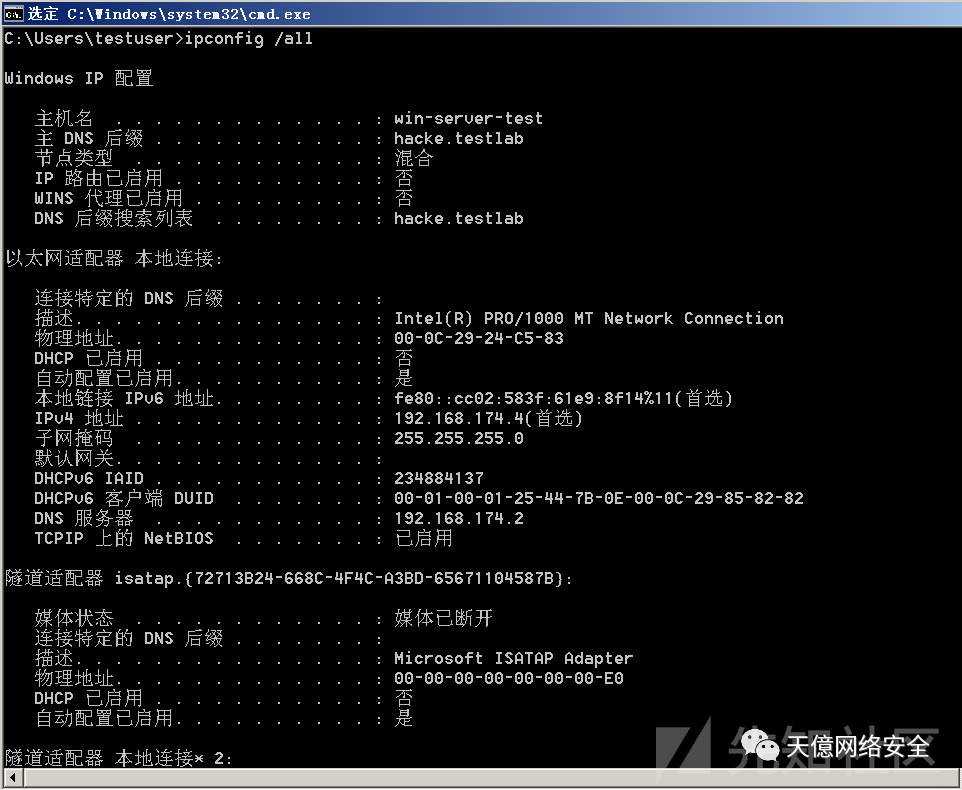 选定 C:\Windows\system32\cmd.exe
C:\Users\testuser>ipconfig /all
Windows IP 配置
主机名 . . . . . . . . . . . . . : win-server-test
主 DNS 后缀 . . . . . . . . . . . : hacke.testlab
节点类型 . . . . . . . . . . . . : 混合
IP 路由已启用 . . . . . . . . . . : 否
WINS 代理已启用 . . . . . . . . . : 否
DNS 后缀搜索列表 . . . . . . . . : hacke.testlab
以太网适配器 本地连接:
连接特定的 DNS 后缀 . . . . . . . :
描述. . . . . . . . . . . . . . . : Intel(R) PRO/1000 MT Network Connection
物理地址. . . . . . . . . . . . . : 00-0C-29-24-C5-83
DHCP 已启用 . . . . . . . . . . . : 否
自动配置已启用. . . . . . . . . . : 是
本地链接 IPv6 地址. . . . . . . . : fe80::cc02:583f:61e9:8f14%11(首选)
IPv4 地址 . . . . . . . . . . . . : 192.168.174.4(首选)
子网掩码 . . . . . . . . . . . . : 255.255.255.0
默认网关. . . . . . . . . . . . . :
DHCPv6 IAID . . . . . . . . . . . : 234884137
DHCPv6 客户端 DUID . . . . . . . : 00-01-00-01-25-44-7B-0E-00-0C-29-85-82-82
DNS 服务器 . . . . . . . . . . . : 192.168.174.2
TCPIP 上的 NetBIOS . . . . . . . : 已启用
隧道适配器 isatap.{72713B24-668C-4F4C-A3BD-65671104587B}:
媒体状态 . . . . . . . . . . . . : 媒体已断开
连接特定的 DNS 后缀 . . . . . . . :
描述. . . . . . . . . . . . . . . : Microsoft ISATAP Adapter
物理地址. . . . . . . . . . . . . : 00-00-00-00-00-00-00-E0
DHCP 已启用 . . . . . . . . . . . : 否
自动配置已启用. . . . . . . . . . : 是
隧道适配器 本地连接* 2:
先知社区
天億网络安全